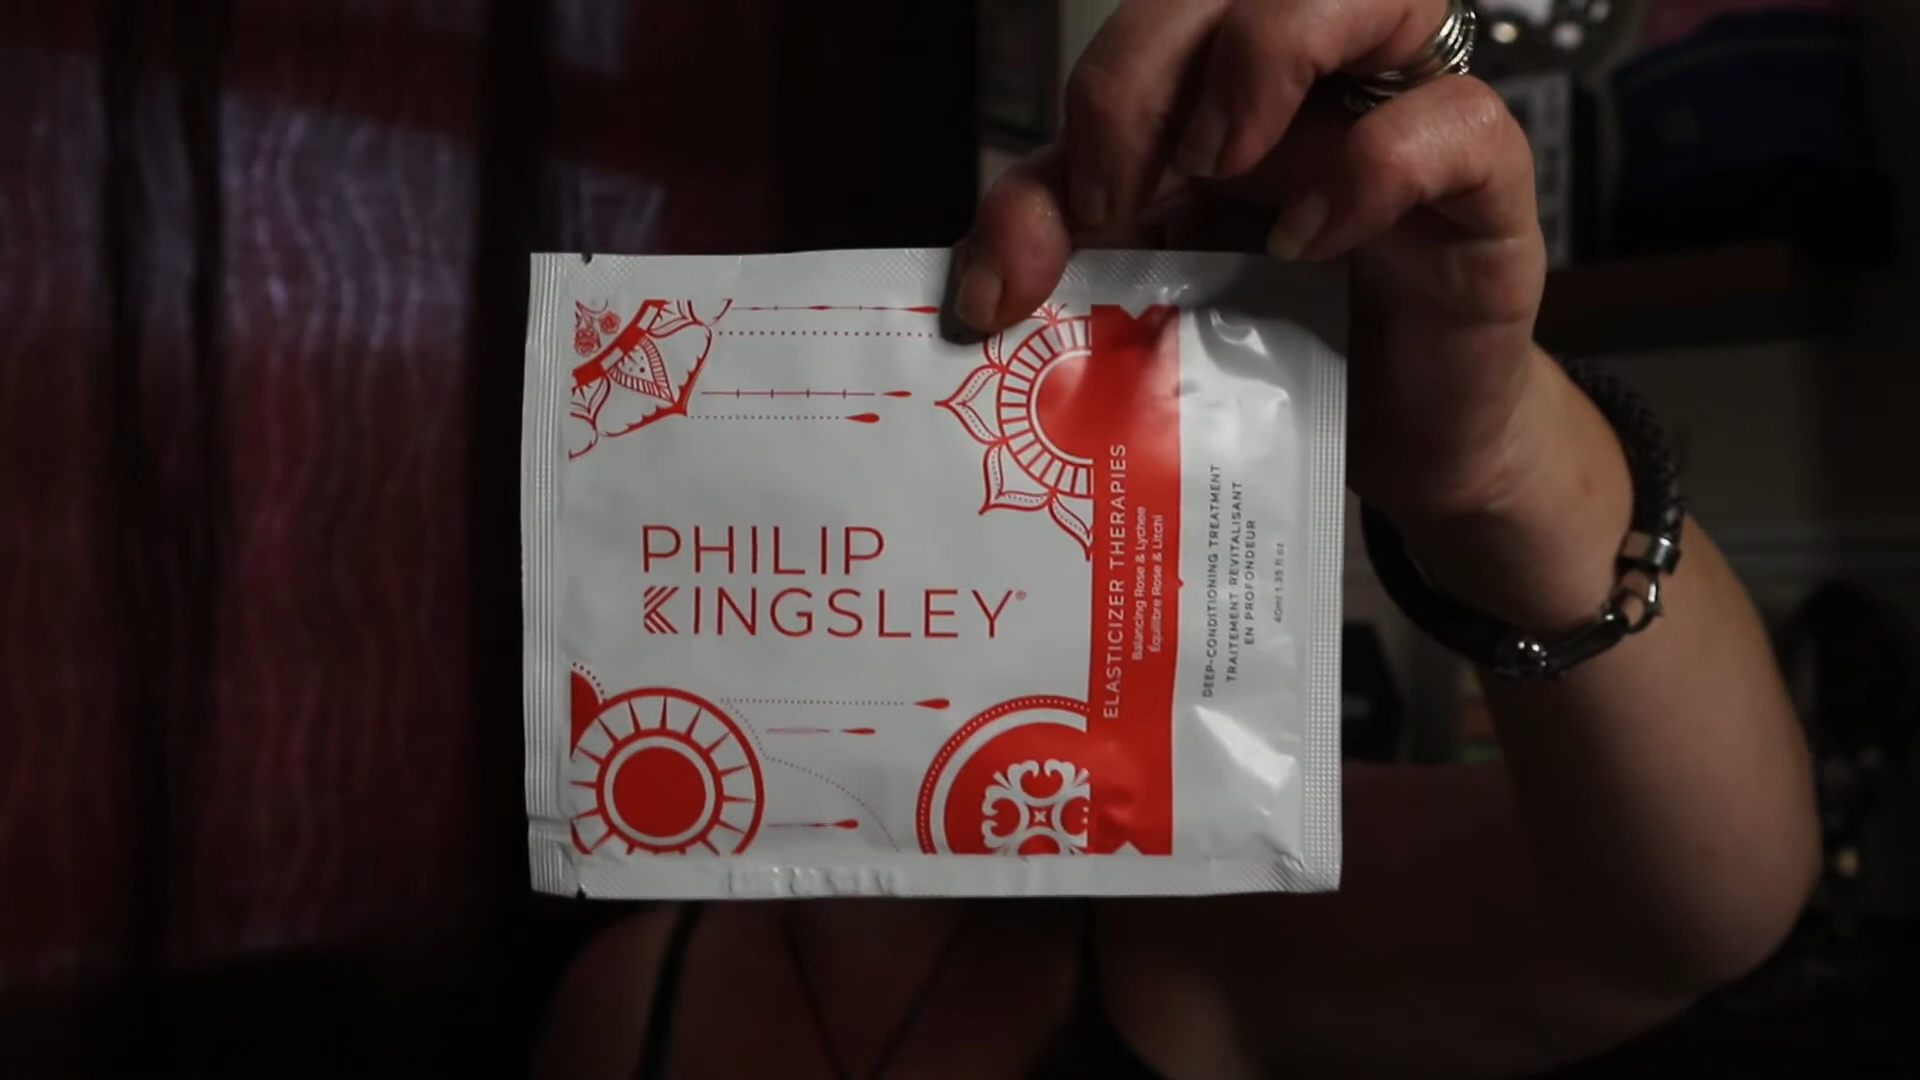 PHILIP
KINGSLEY®
ELASTICIZER THERAPIES
Balancing Rose & Lychee
Équilibre Rose & Litchi
DEEP-CONDITIONING TREATMENT
TRAITEMENT REVITALISANT
EN PROFONDEUR
40ml 1.35 fl oz